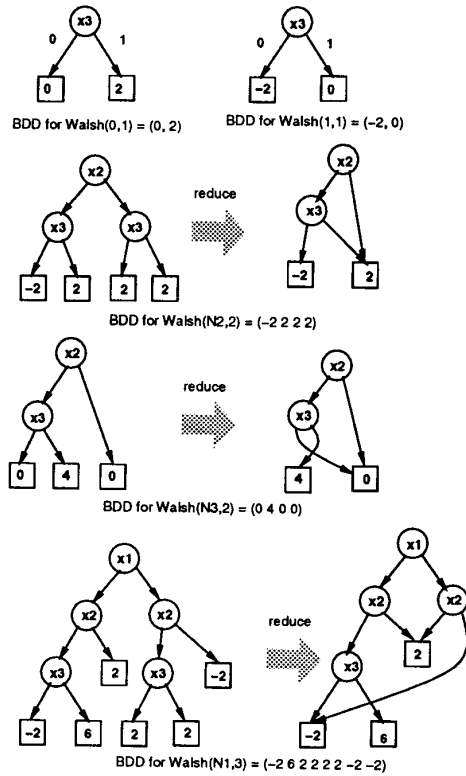 x3 x3
0 1 0 1
0 2 -2 0
BDD for Walsh(0,1) = (0, 2) BDD for Walsh(1,1) = (-2, 0)
x2 reduce x2
x3 x3 x3
-2 2 2 2 -2 2
BDD for Walsh(N2,2) = (-2 2 2 2)
x2 reduce x2
x3 x3
0 4 0 4 0
BDD for Walsh(N3,2) = (0 4 0 0)
x1 x1
x2 x2 reduce x2 x2
x3 2 x3 -2 x3 2
-2 6 2 2 -2 6
BDD for Walsh(N1,3) = (-2 6 2 2 2 2 -2 -2)